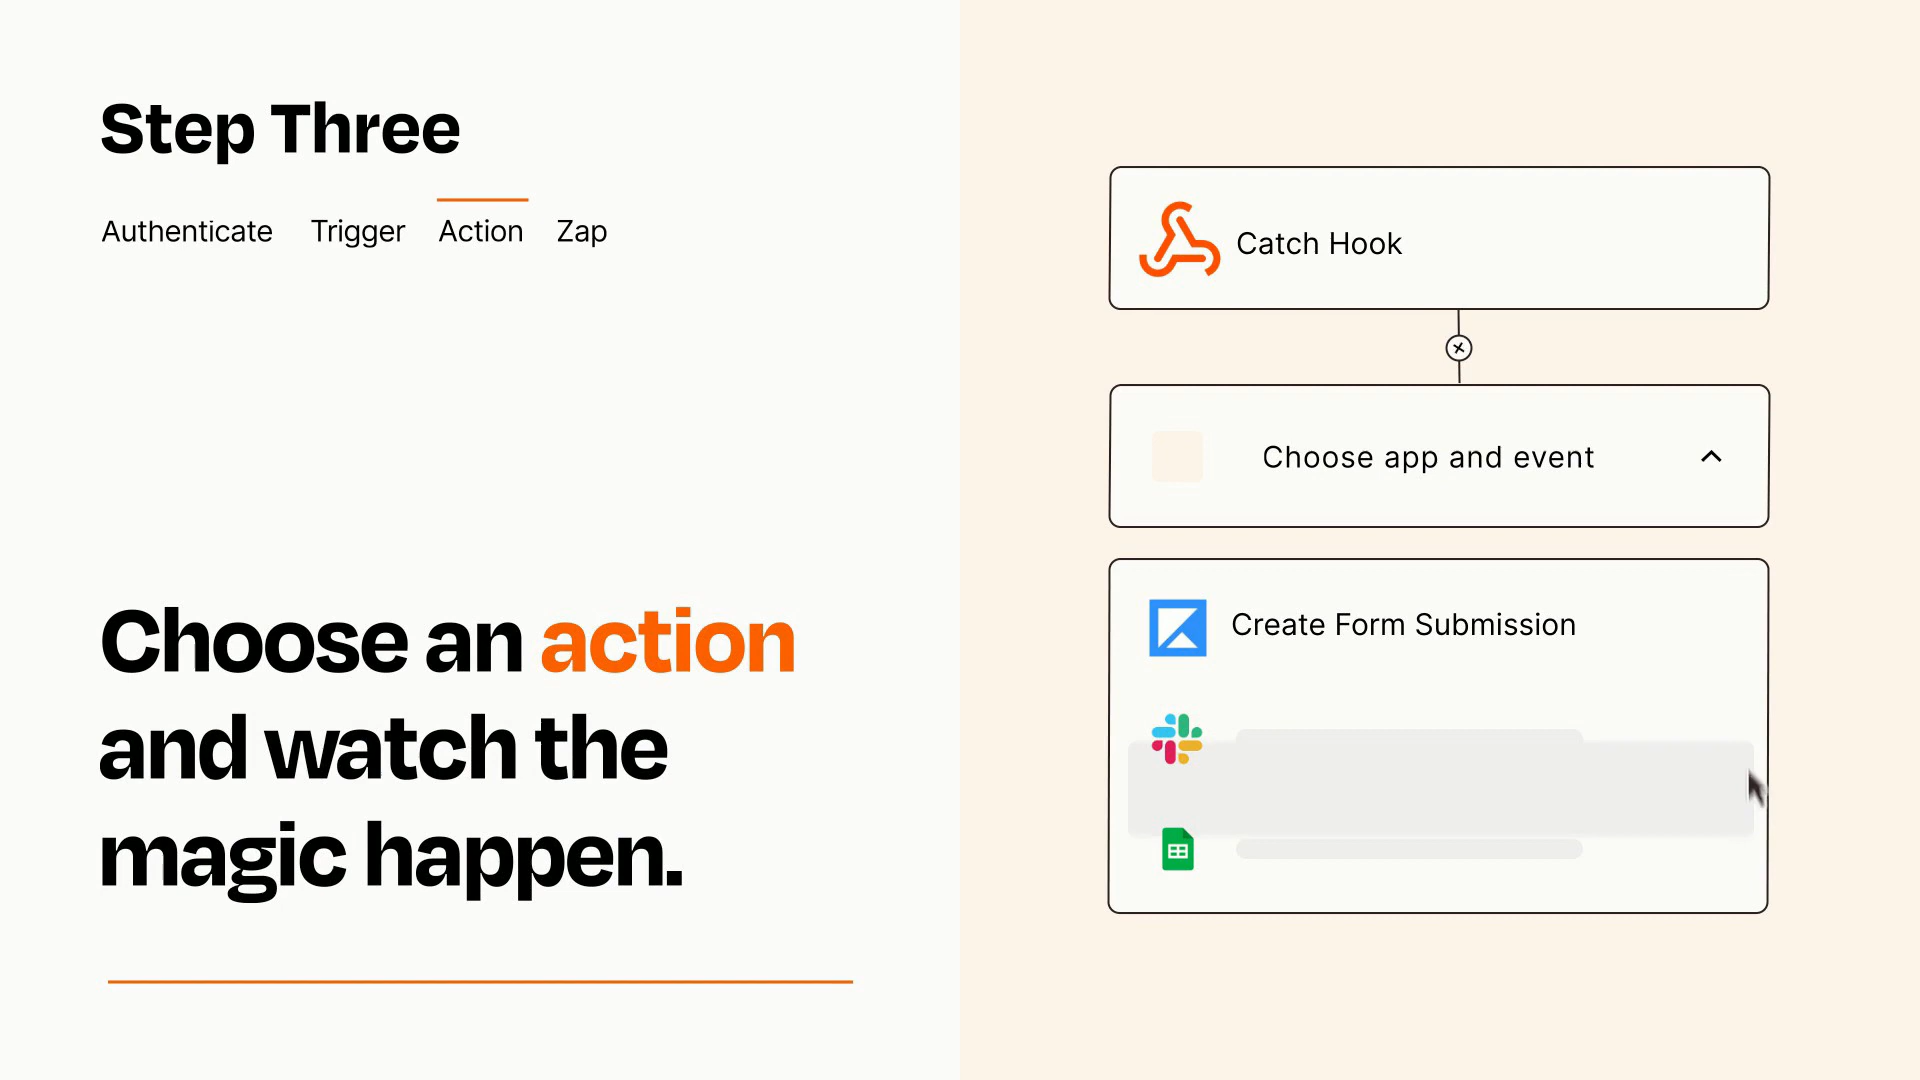 Step Three
Authenticate Trigger Action Zap
Choose an action
and watch the
magic happen.
Catch Hook
Choose app and event
Create Form Submission